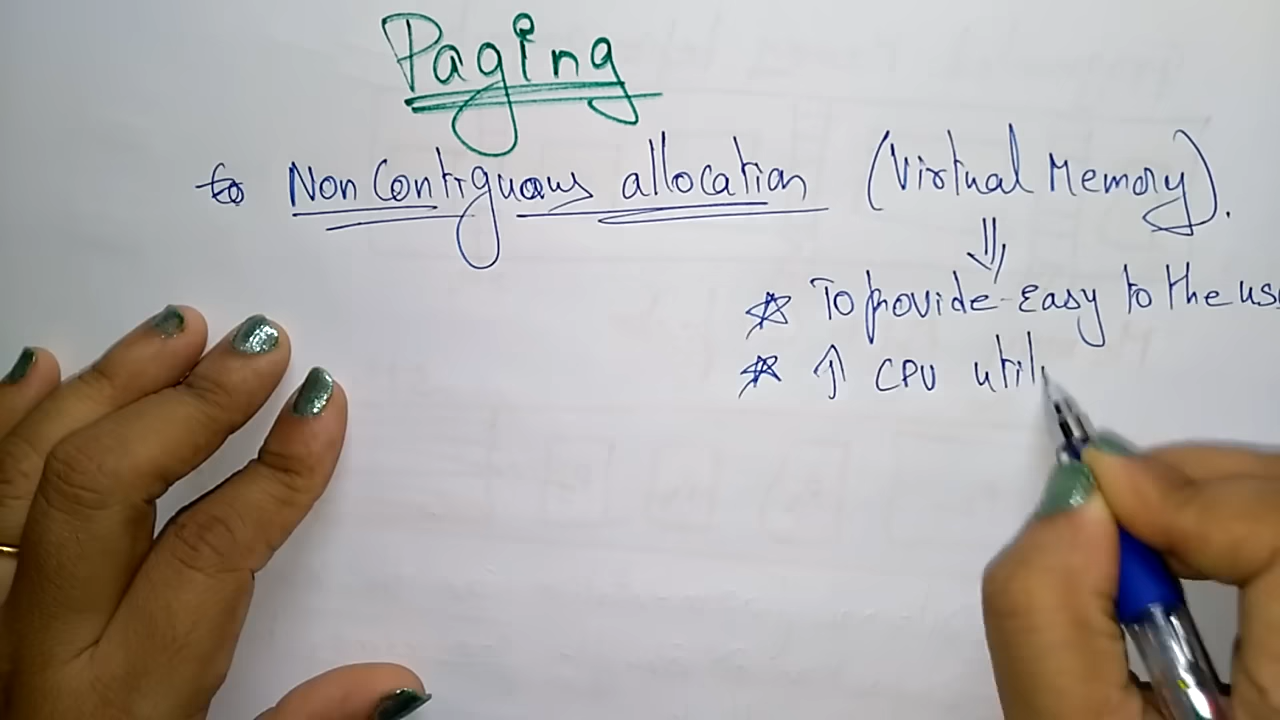 Paging
Non Contiguous allocation (Virtual Memory).
To provide easy to the us
↑ CPU util